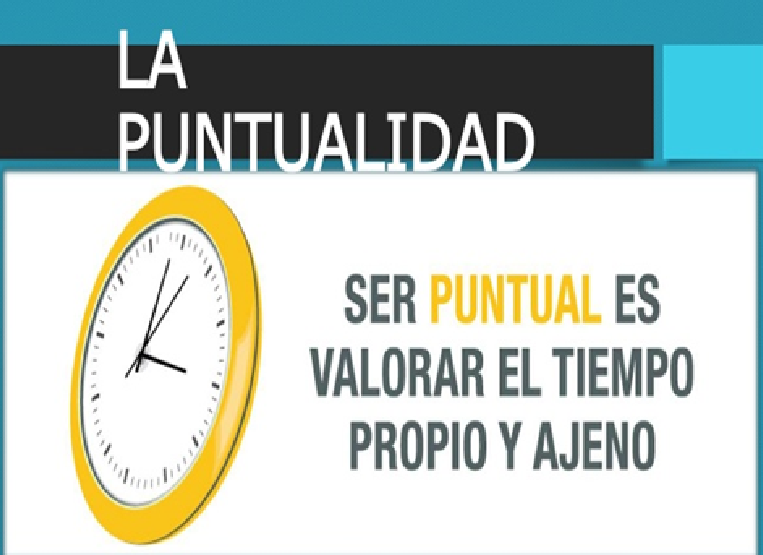 LA
PUNTUALIDAD
SER PUNTUAL ES
VALORAR EL TIEMPO
PROPIO Y AJENO